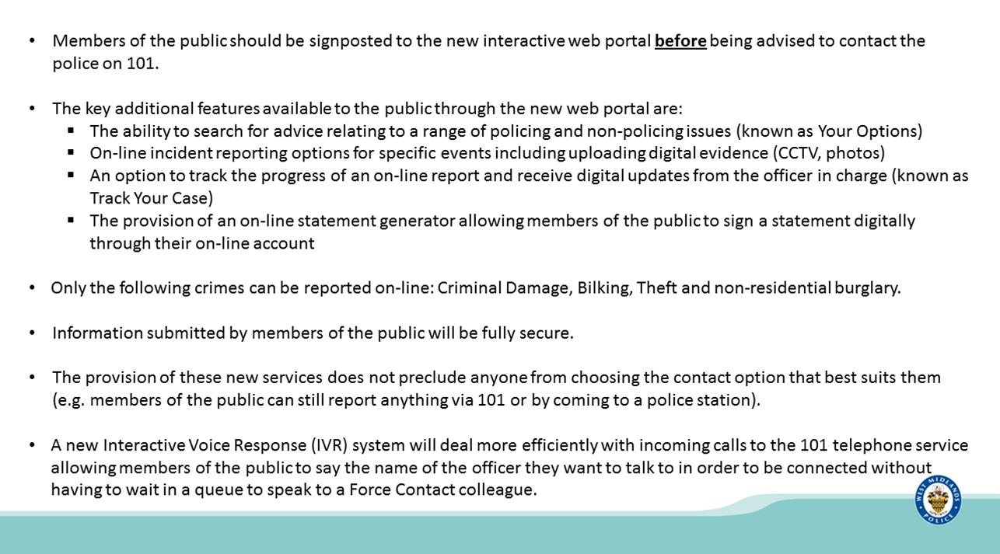 • Members of the public should be signposted to the new interactive web portal before being advised to contact the
police on 101.
• The key additional features available to the public through the new web portal are:
▪ The ability to search for advice relating to a range of policing and non-policing issues (known as Your Options)
▪ On-line incident reporting options for specific events including uploading digital evidence (CCTV, photos)
▪ An option to track the progress of an on-line report and receive digital updates from the officer in charge (known as
Track Your Case)
▪ The provision of an on-line statement generator allowing members of the public to sign a statement digitally
through their on-line account
• Only the following crimes can be reported on-line: Criminal Damage, Bilking, Theft and non-residential burglary.
• Information submitted by members of the public will be fully secure.
• The provision of these new services does not preclude anyone from choosing the contact option that best suits them
(e.g. members of the public can still report anything via 101 or by coming to a police station).
• A new Interactive Voice Response (IVR) system will deal more efficiently with incoming calls to the 101 telephone service
allowing members of the public to say the name of the officer they want to talk to in order to be connected without
having to wait in a queue to speak to a Force Contact colleague.
WEST MIDLANDS
POLICE